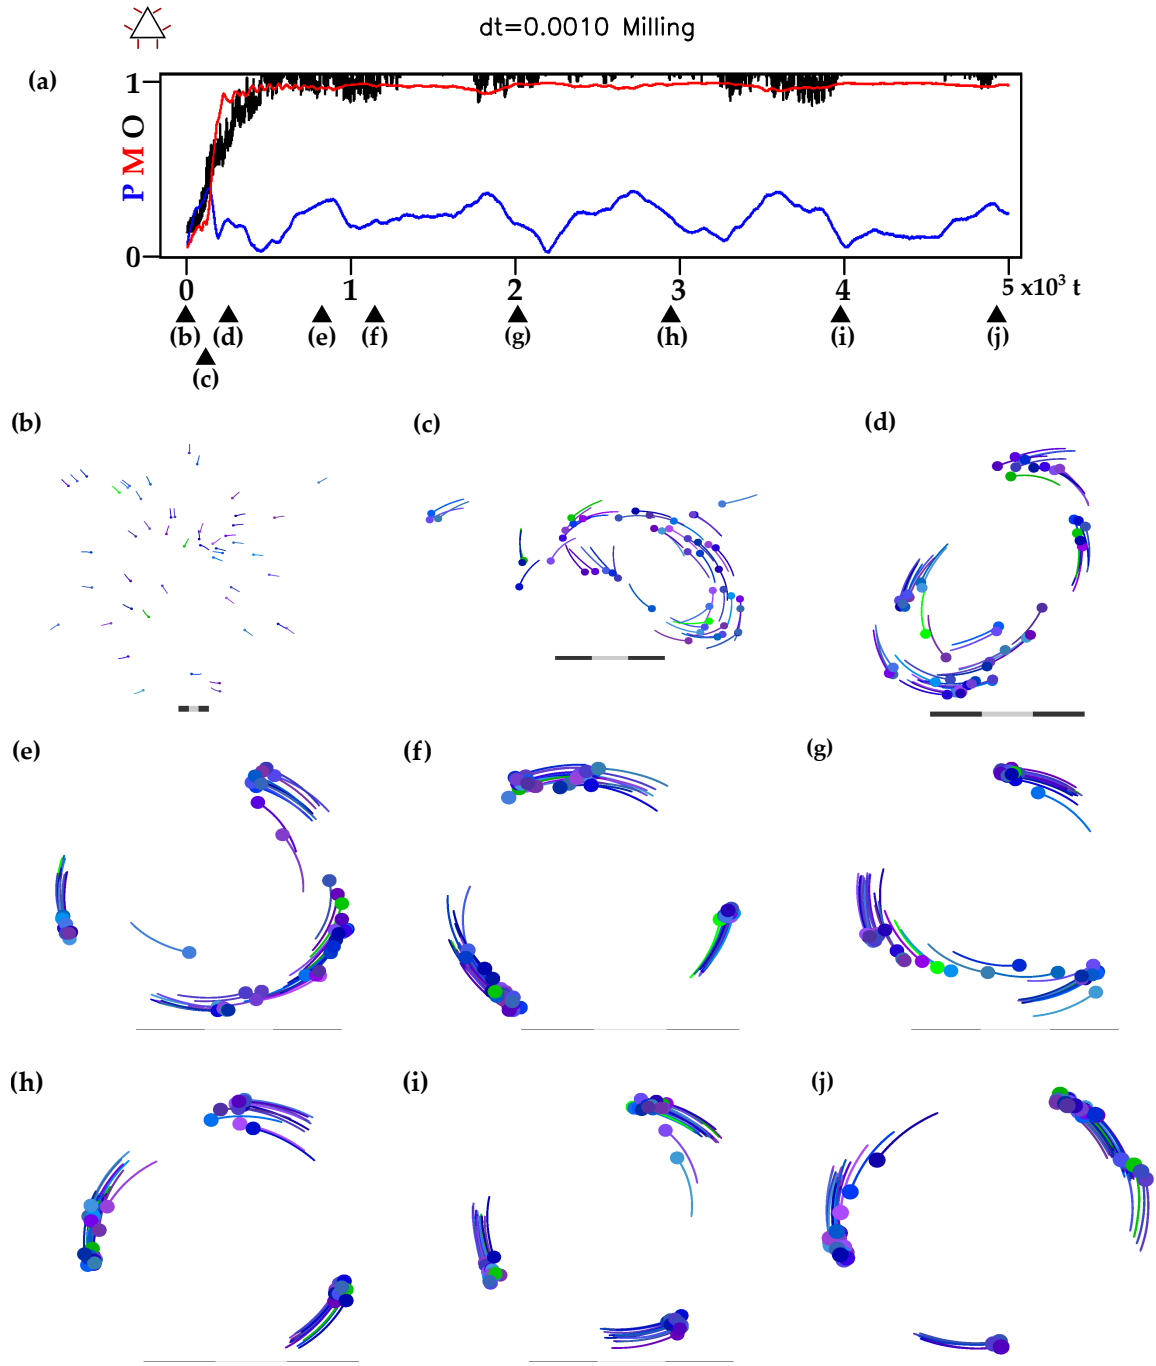 dt=0.0010 Milling
(a)
1
P M O
0
0 1 2 3 4 5 x10³ t
(b) (d) (e) (f) (g) (h) (i) (j)
(c)
(b) (c) (d)
(e) (f) (g)
(h) (i) (j)